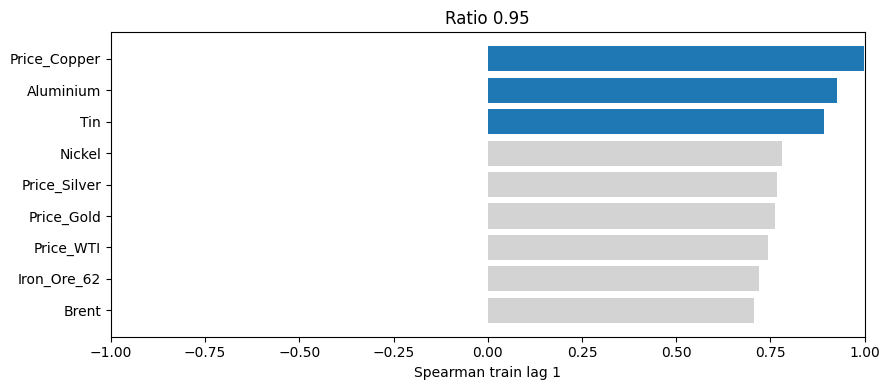 Ratio 0.95
Price_Copper
Aluminium
Tin
Nickel
Price_Silver
Price_Gold
Price_WTI
Iron_Ore_62
Brent
−1.00 −0.75 −0.50 −0.25 0.00 0.25 0.50 0.75 1.00
Spearman train lag 1